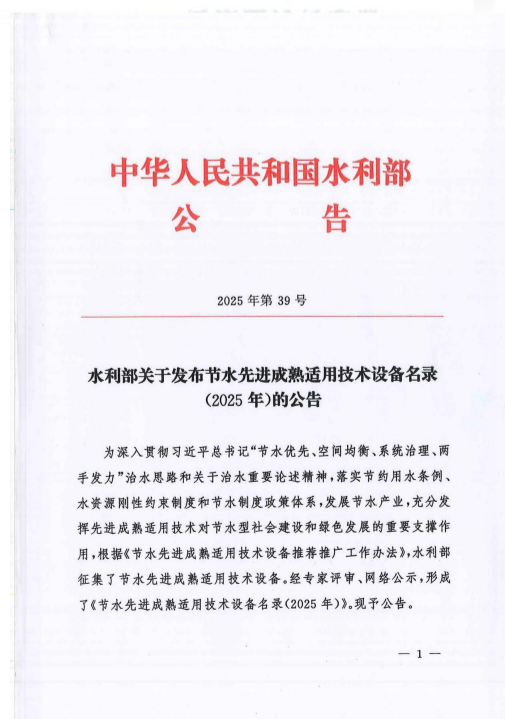 中华人民共和国水利部
公 告
2025 年第 39 号
水利部关于发布节水先进成熟适用技术设备名录
（2025 年）的公告
为深入贯彻习近平总书记“节水优先、空间均衡、系统治理、两
手发力”治水思路和关于治水重要论述精神，落实节约用水条例、
水资源刚性约束制度和节水制度政策体系，发展节水产业，充分发
挥先进成熟适用技术对节水型社会建设和绿色发展的重要支撑作
用，根据《节水先进成熟适用技术设备推荐推广工作办法》，水利部
征集了节水先进成熟适用技术设备。经专家评审、网络公示，形成
了《节水先进成熟适用技术设备名录（2025 年）》。现予公告。
— 1 —